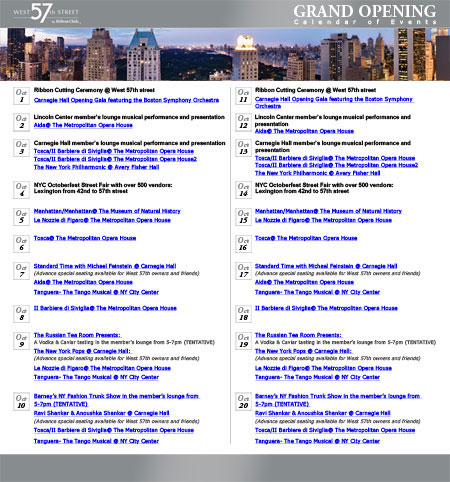 WEST 57th STREET
by Hilton Club
GRAND OPENING
Calendar of Events
Oct
1
Ribbon Cutting Ceremony @ West 57th street
Carnegie Hall Opening Gala featuring the Boston Symphony Orchestra
Oct
2
Lincoln Center member's lounge musical performance and presentation
Aida@ The Metropolitan Opera House
Oct
3
Carnegie Hall member's lounge musical performance and presentation
Tosca/Il Barbiere di Siviglia@ The Metropolitan Opera House
Tosca/Il Barbiere di Siviglia@ The Metropolitan Opera House2
The New York Philharmonic @ Avery Fisher Hall
Oct
4
NYC Octoberfest Street Fair with over 500 vendors:
Lexington from 42nd to 57th street
Oct
5
Manhattan/Manhattan@ The Museum of Natural History
Le Nozzie di Figaro@ The Metropolitan Opera House
Oct
6
Tosca@ The Metropolitan Opera House
Oct
7
Standard Time with Michael Feinstein @ Carnegie Hall
(Advance special seating available for West 57th owners and friends)
Aida@ The Metropolitan Opera House
Tanguera- The Tango Musical @ NY City Center
Oct
8
Il Barbiere di Siviglia@ The Metropolitan Opera House
Oct
9
The Russian Tea Room Presents:
A Vodka & Caviar tasting in the member's lounge from 5-7pm (TENTATIVE)
The New York Pops @ Carnegie Hall:
(Advance special seating available for West 57th owners and friends)
Le Nozzie di Figaro@ The Metropolitan Opera House
Tanguera- The Tango Musical @ NY City Center
Oct
10
Barney's NY Fashion Trunk Show in the member's lounge from
5-7pm (TENTATIVE)
Ravi Shankar & Anoushka Shankar @ Carnegie Hall
(Advance special seating available for West 57th owners and friends)
Tosca/Il Barbiere di Siviglia@ The Metropolitan Opera House
Tanguera- The Tango Musical @ NY City Center
Oct
11
Ribbon Cutting Ceremony @ West 57th street
Carnegie Hall Opening Gala featuring the Boston Symphony
Orchestra
Oct
12
Lincoln Center member's lounge musical performance and
presentation
Aida@ The Metropolitan Opera House
Oct
13
Carnegie Hall member's lounge musical performance and
presentation
Tosca/Il Barbiere di Siviglia@ The Metropolitan Opera House
Tosca/Il Barbiere di Siviglia@ The Metropolitan Opera House2
The New York Philharmonic @ Avery Fisher Hall
Oct
14
NYC Octoberfest Street Fair with over 500 vendors:
Lexington from 42nd to 57th street
Oct
15
Manhattan/Manhattan@ The Museum of Natural History
Le Nozzie di Figaro@ The Metropolitan Opera House
Oct
16
Tosca@ The Metropolitan Opera House
Oct
17
Standard Time with Michael Feinstein @ Carnegie Hall
(Advance special seating available for West 57th owners and friends)
Aida@ The Metropolitan Opera House
Tanguera- The Tango Musical @ NY City Center
Oct
18
Il Barbiere di Siviglia@ The Metropolitan Opera House
Oct
19
The Russian Tea Room Presents:
A Vodka & Caviar tasting in the member's lounge from 5-7pm (TENTATIVE)
The New York Pops @ Carnegie Hall:
(Advance special seating available for West 57th owners and friends)
Le Nozzie di Figaro@ The Metropolitan Opera House
Tanguera- The Tango Musical @ NY City Center
Oct
20
Barney's NY Fashion Trunk Show in the member's lounge from
5-7pm (TENTATIVE)
Ravi Shankar & Anoushka Shankar @ Carnegie Hall
(Advance special seating available for West 57th owners and friends)
Tosca/Il Barbiere di Siviglia@ The Metropolitan Opera House
Tanguera- The Tango Musical @ NY City Center